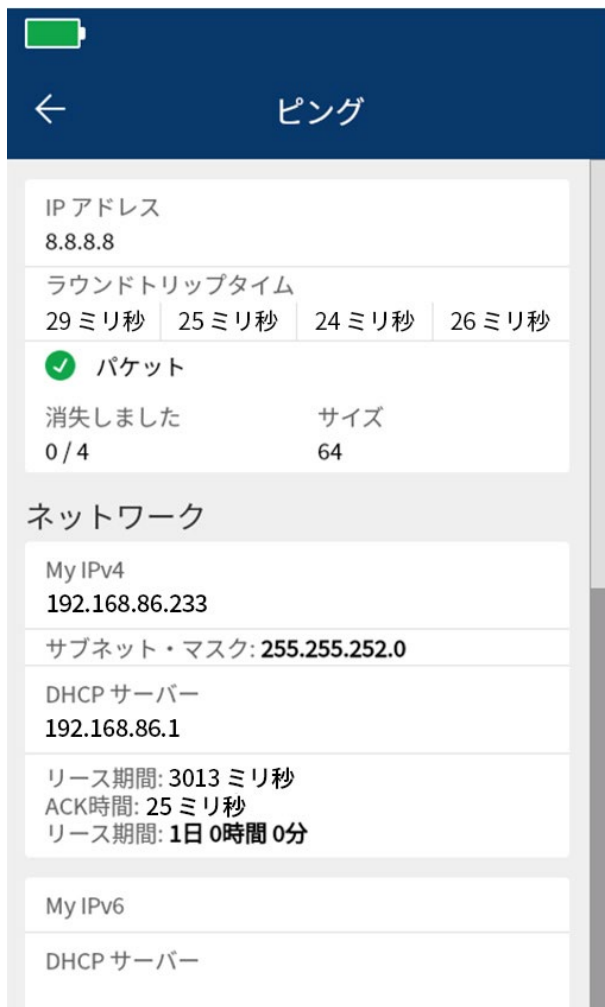 ピング
IP アドレス
8.8.8.8
ラウンドトリップタイム
29 ミリ秒 25 ミリ秒 24 ミリ秒 26 ミリ秒
パケット
消失しました サイズ
0 / 4 64
ネットワーク
My IPv4
192.168.86.233
サブネット・マスク: 255.255.252.0
DHCP サーバー
192.168.86.1
リース期間: 3013 ミリ秒
ACK時間: 25 ミリ秒
リース期間: 1日 0時間 0分
My IPv6
DHCP サーバー